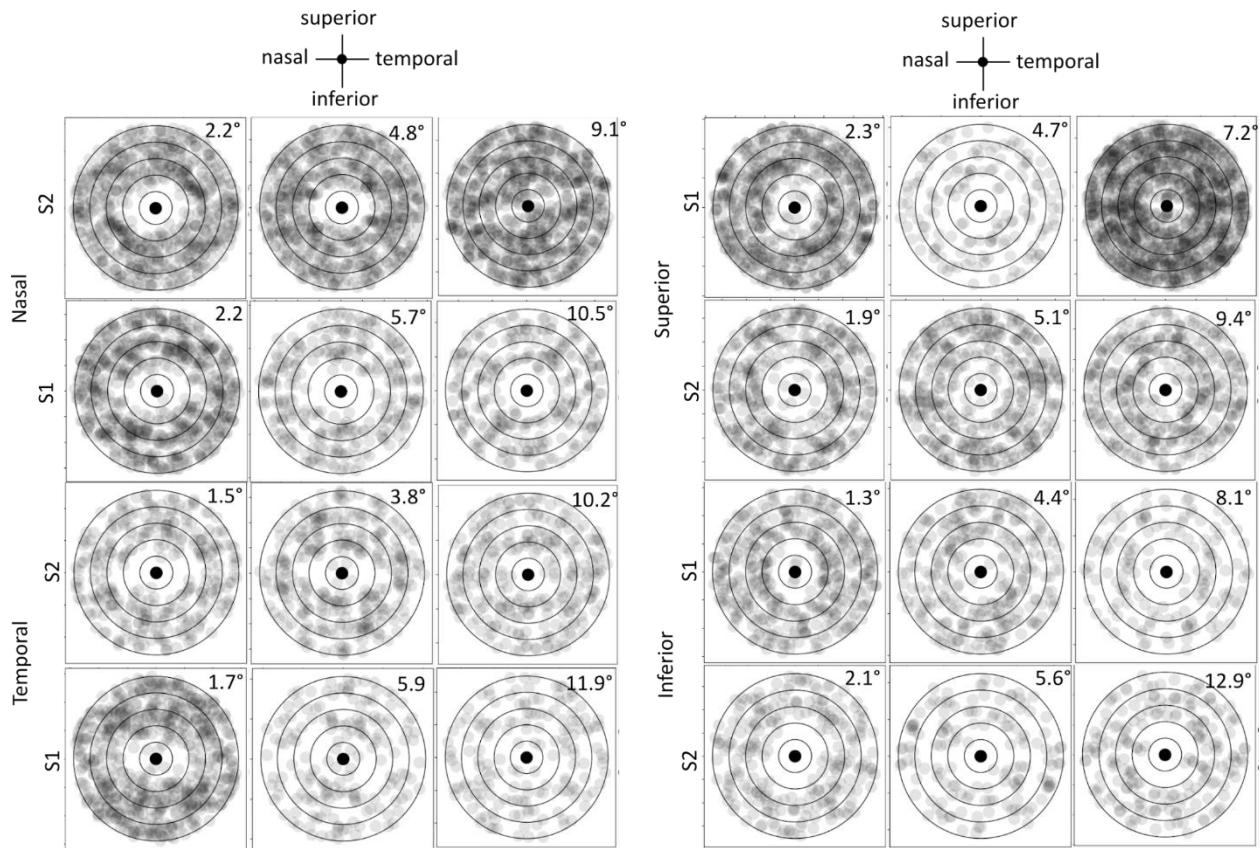 superior
nasal temporal
inferior
Nasal
S2
2.2° 4.8° 9.1°
S1
2.2 5.7° 10.5°
Temporal
S2
1.5° 3.8° 10.2°
S1
1.7° 5.9 11.9°
superior
nasal temporal
inferior
Superior
S1
2.3° 4.7° 7.2°
S2
1.9° 5.1° 9.4°
Inferior
S1
1.3° 4.4° 8.1°
S2
2.1° 5.6° 12.9°